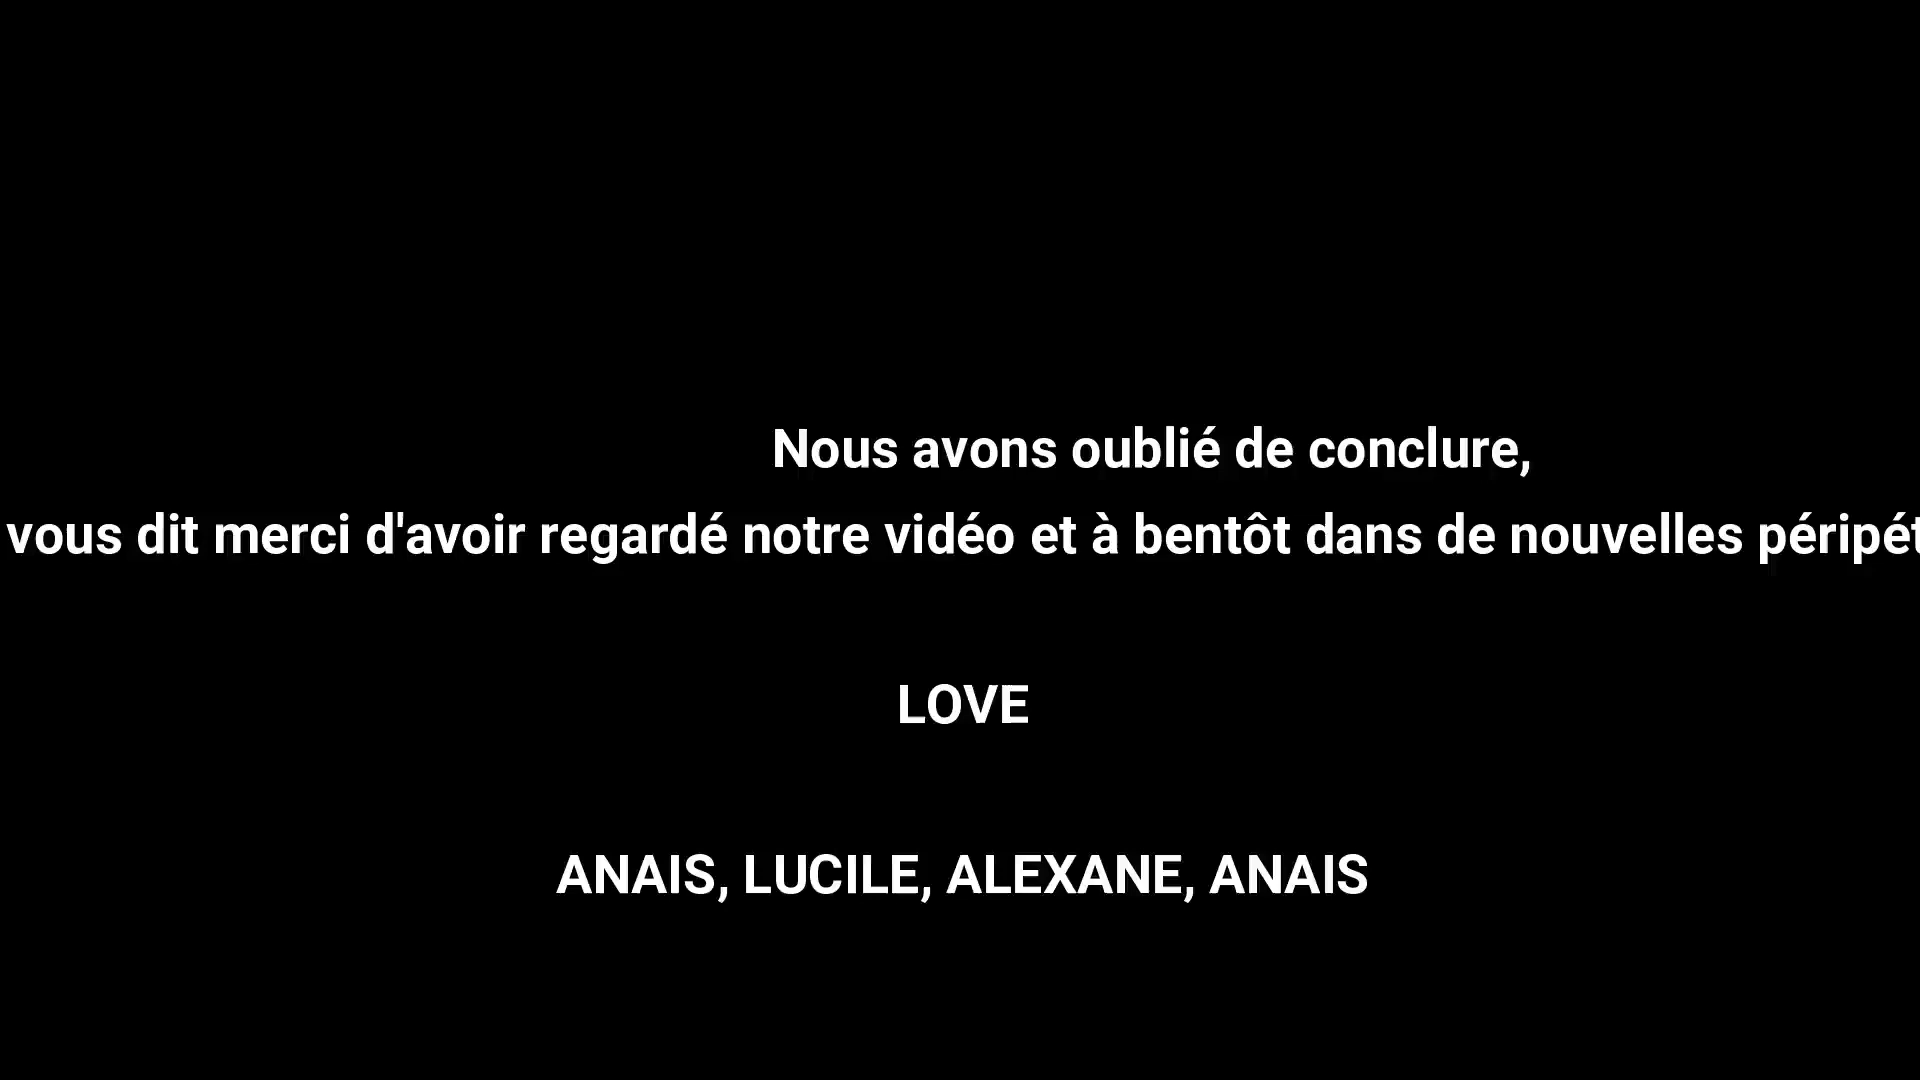 Nous avons oublié de conclure,
vous dit merci d'avoir regardé notre vidéo et à bentôt dans de nouvelles péripét
LOVE
ANAIS, LUCILE, ALEXANE, ANAIS